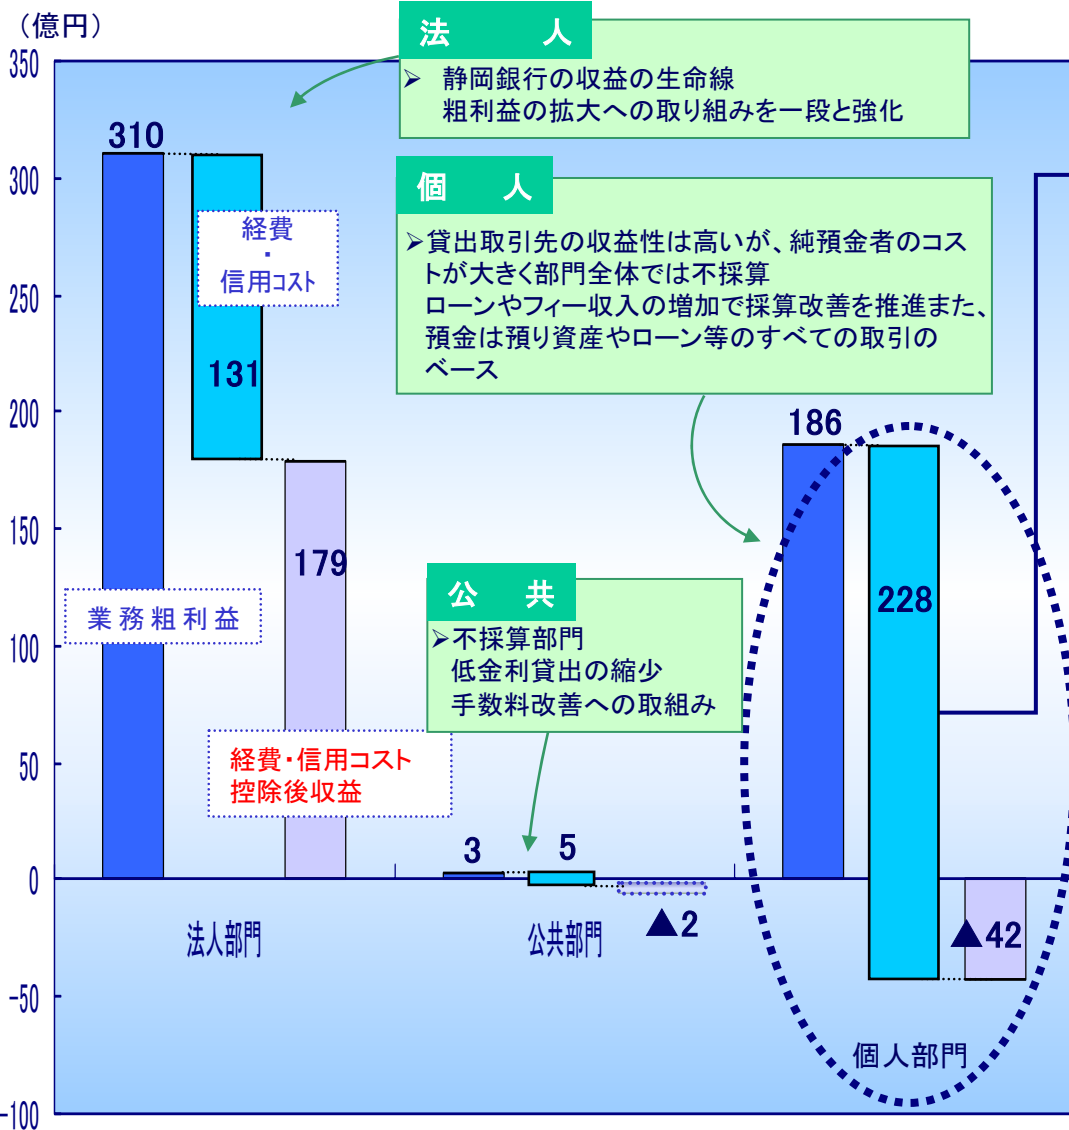 （億円）
法　人
➢ 静岡銀行の収益の生命線
粗利益の拡大への取り組みを一段と強化
個　人
➢貸出取引先の収益性は高いが、純預金者のコス
トが大きく部門全体では不採算
ローンやフィー収入の増加で採算改善を推進また、
預金は預り資産やローン等のすべての取引の
ベース
公　共
➢不採算部門
低金利貸出の縮少
手数料改善への取組み
350
300
250
200
150
100
50
0
-50
-100
310
経費
・
信用コスト
131
179
業務粗利益
経費・信用コスト
控除後収益
法人部門
3
5
▲2
公共部門
186
228
▲42
個人部門